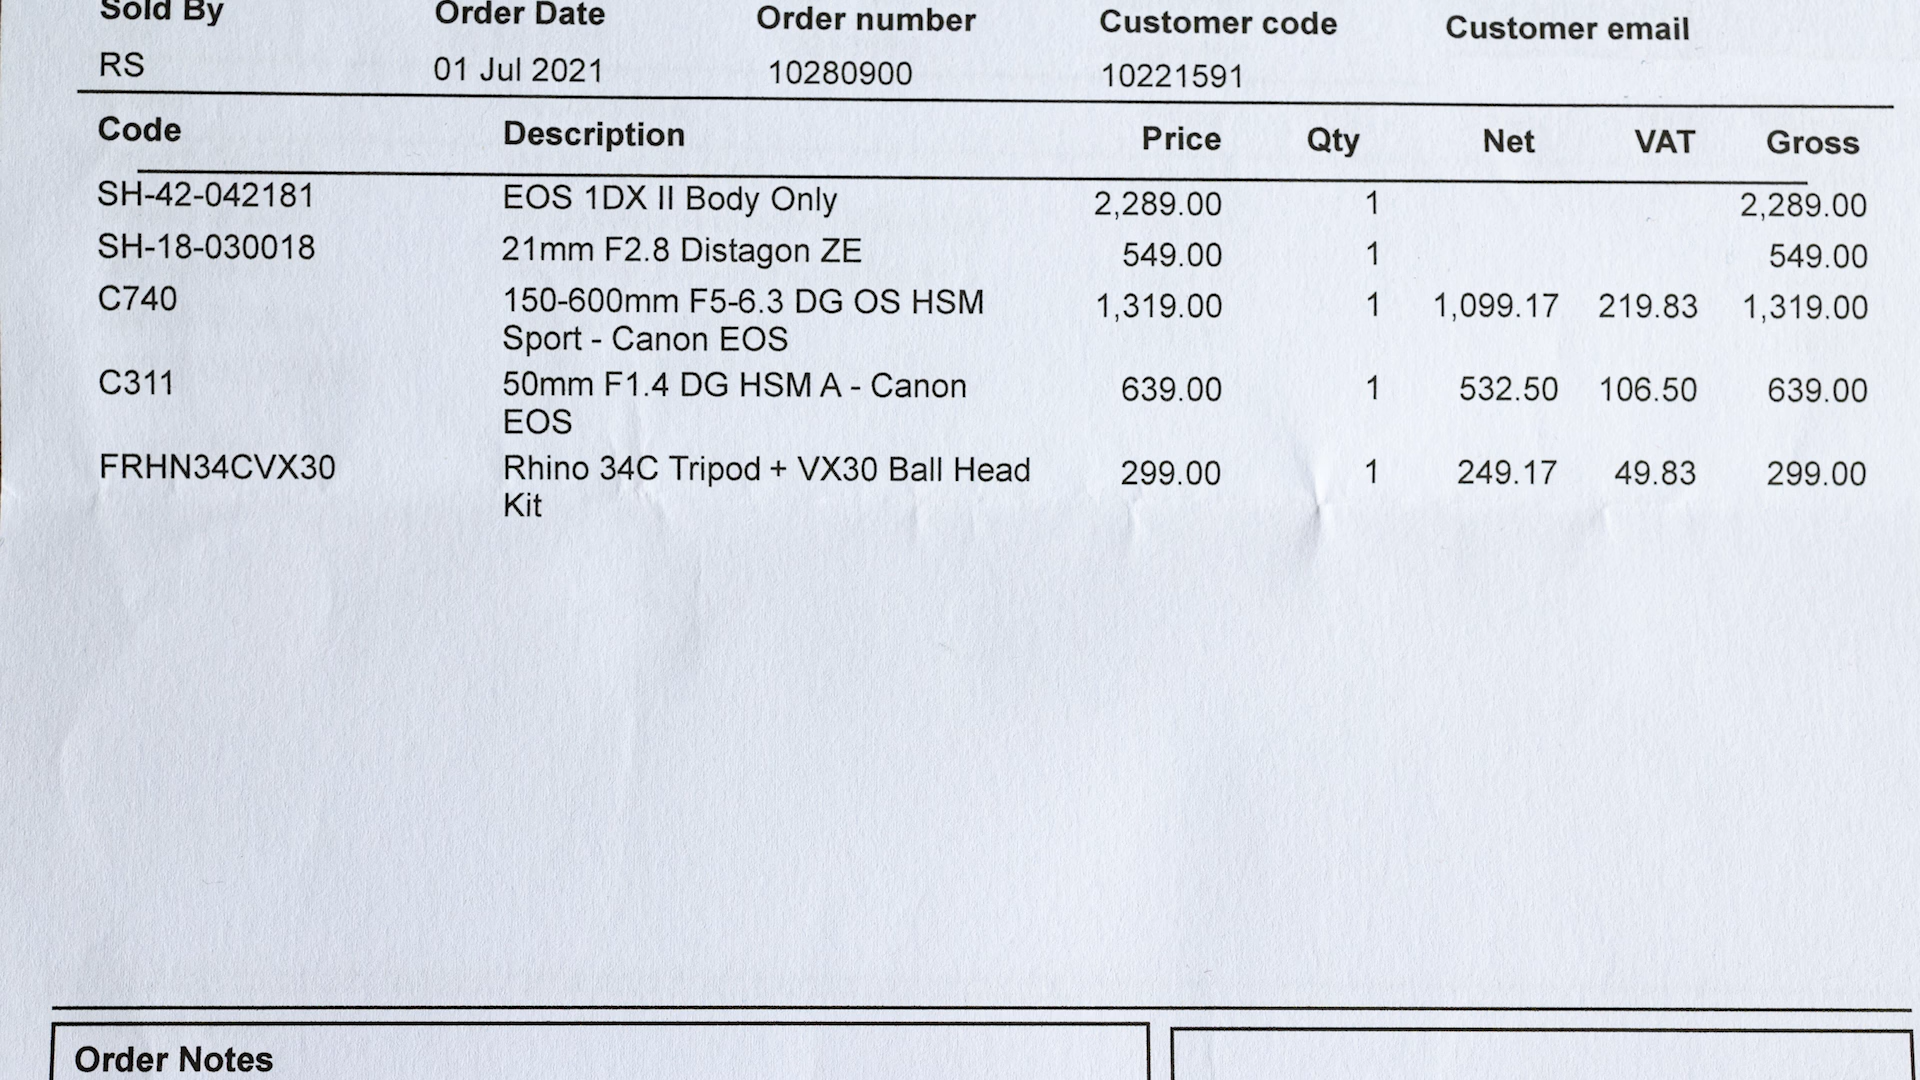 Sold By Order Date Order number Customer code Customer email
RS 01 Jul 2021 10280900 10221591
Code Description Price Qty Net VAT Gross
SH-42-042181 EOS 1DX II Body Only 2,289.00 1 2,289.00
SH-18-030018 21mm F2.8 Distagon ZE 549.00 1 549.00
C740 150-600mm F5-6.3 DG OS HSM 1,319.00 1 1,099.17 219.83 1,319.00
Sport - Canon EOS
C311 50mm F1.4 DG HSM A - Canon 639.00 1 532.50 106.50 639.00
EOS
FRHN34CVX30 Rhino 34C Tripod + VX30 Ball Head 299.00 1 249.17 49.83 299.00
Kit
Order Notes